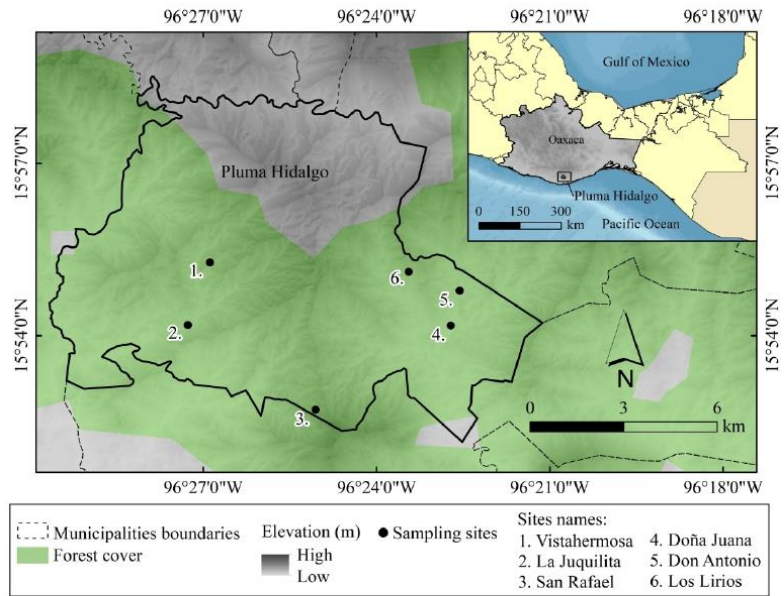 96°27'0"W 96°24'0"W 96°21'0"W 96°18'0"W
15°57'0"N
15°54'0"N
15°57'0"N
15°54'0"N
Pluma Hidalgo
1.
2.
3.
4.
5.
6.
Gulf of Mexico
Oaxaca
Pluma Hidalgo
0 150 300
km
Pacific Ocean
N
0 3 6
km
96°27'0"W 96°24'0"W 96°21'0"W 96°18'0"W
Municipalities boundaries
Forest cover
Elevation (m)
High
Low
Sampling sites
Sites names:
1. Vistahermosa
2. La Juquilita
3. San Rafael
4. Doña Juana
5. Don Antonio
6. Los Lirios